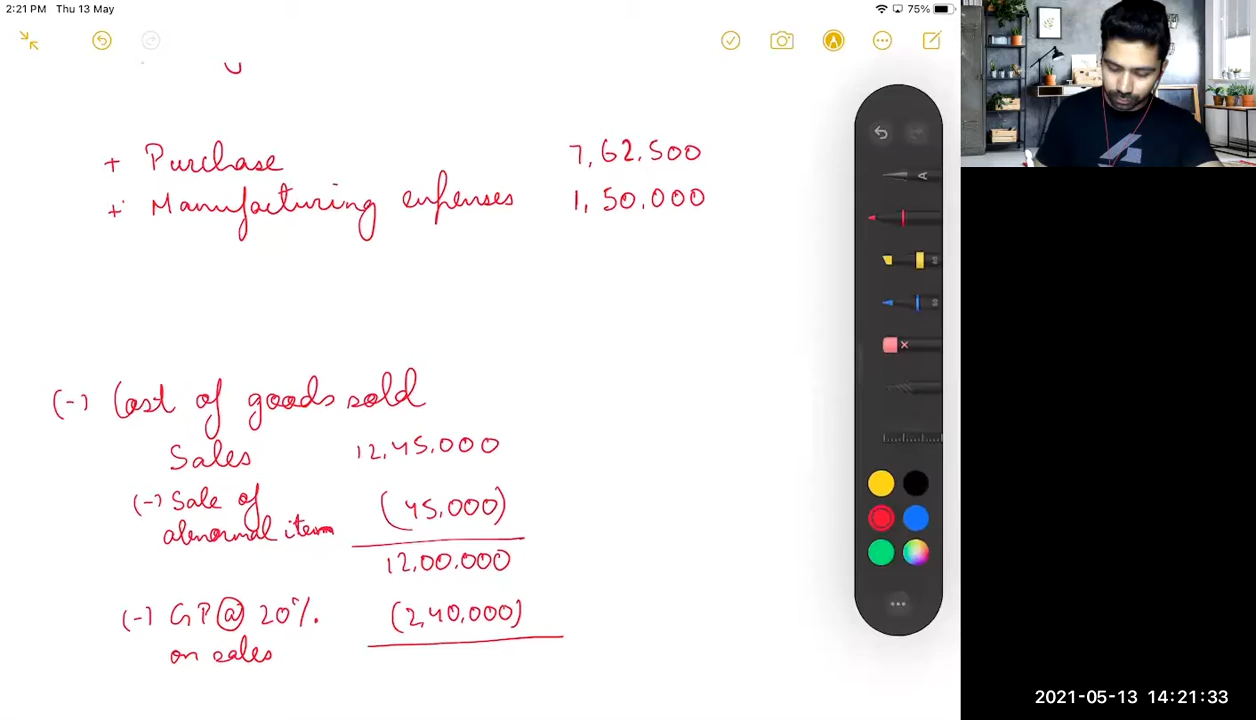 2:21 PM Thu 13 May 75%
+ Purchase 7,62,500
+ Manufacturing expenses 1,50,000
(-) Cost of goods sold
Sales 12,45,000
(-) Sale of (45,000)
abnormal item
12,00,000
(-) GP@ 20% (2,40,000)
on sales
2021-05-13 14:21:33